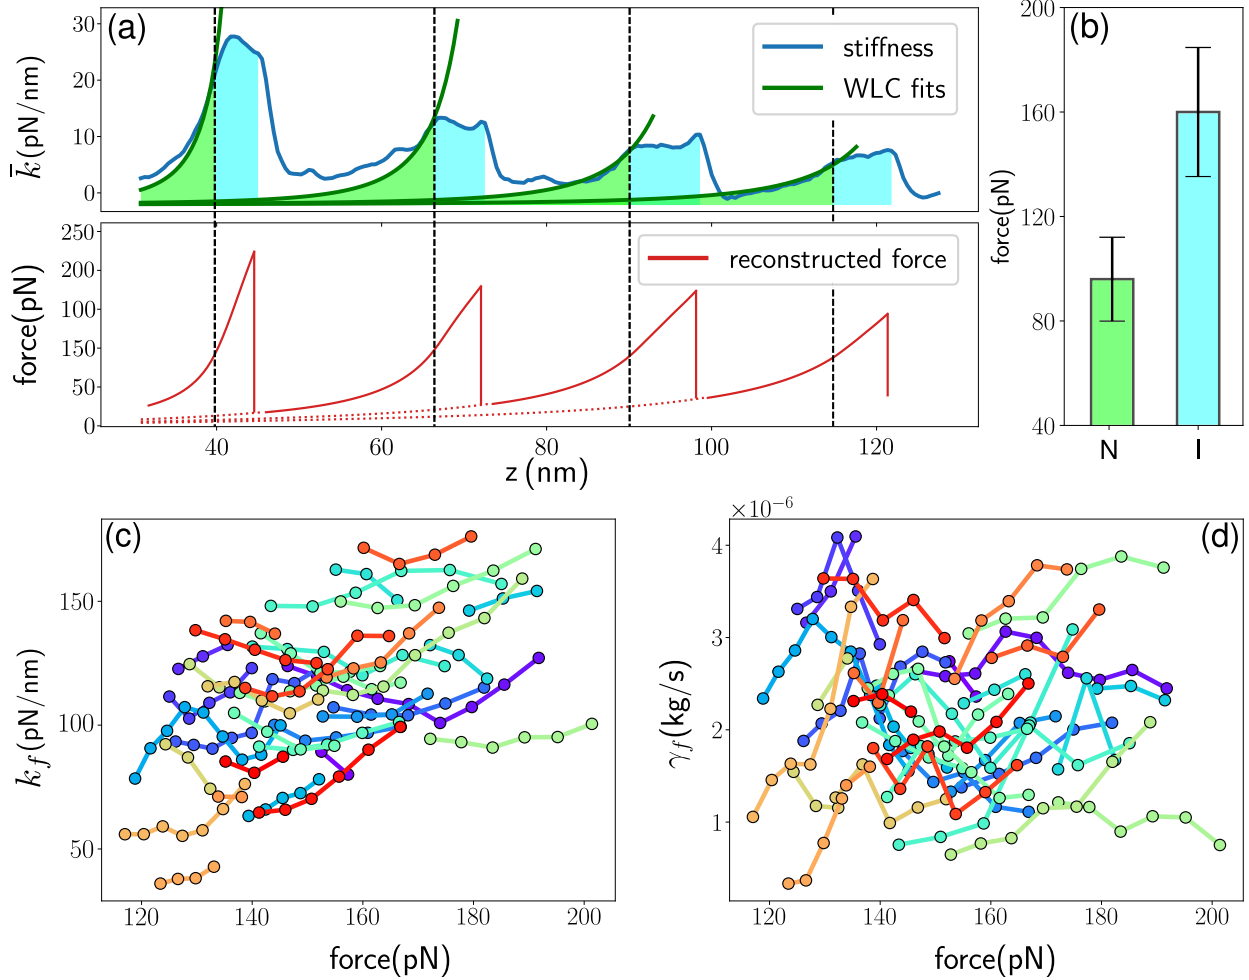 (a)
30
20
10
0
k̄(pN/nm)
stiffness
WLC fits
250
200
100
150
50
0
force(pN)
reconstructed force
40 60 80 100 120
z (nm)
(b)
200
160
120
80
40
force(pN)
N I
(c)
150
100
50
k_f(pN/nm)
120 140 160 180 200
force(pN)
×10⁻⁶
(d)
4
3
2
1
γ_f(kg/s)
120 140 160 180 200
force(pN)